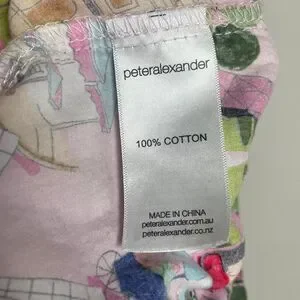 peteralexander
100% COTTON
MADE IN CHINA
peteralexander.com.au
peteralexander.co.nz